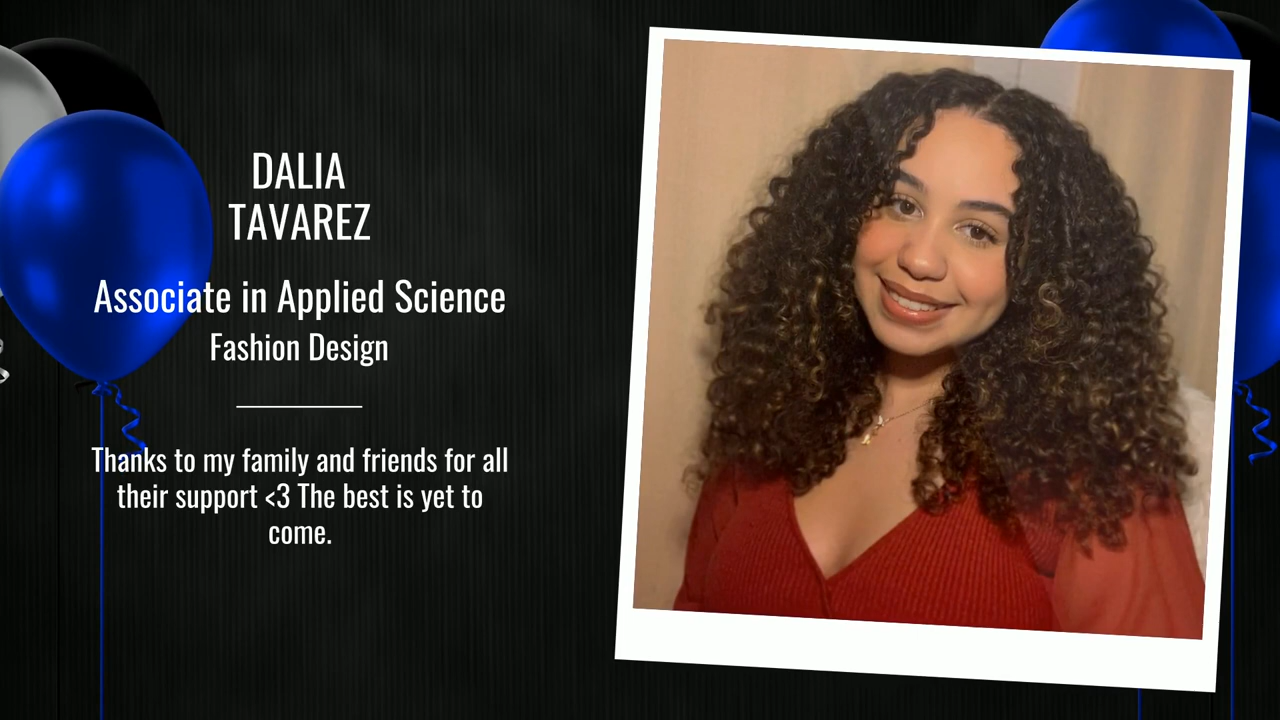 DALIA
TAVAREZ
Associate in Applied Science
Fashion Design
Thanks to my family and friends for all
their support <3 The best is yet to
come.